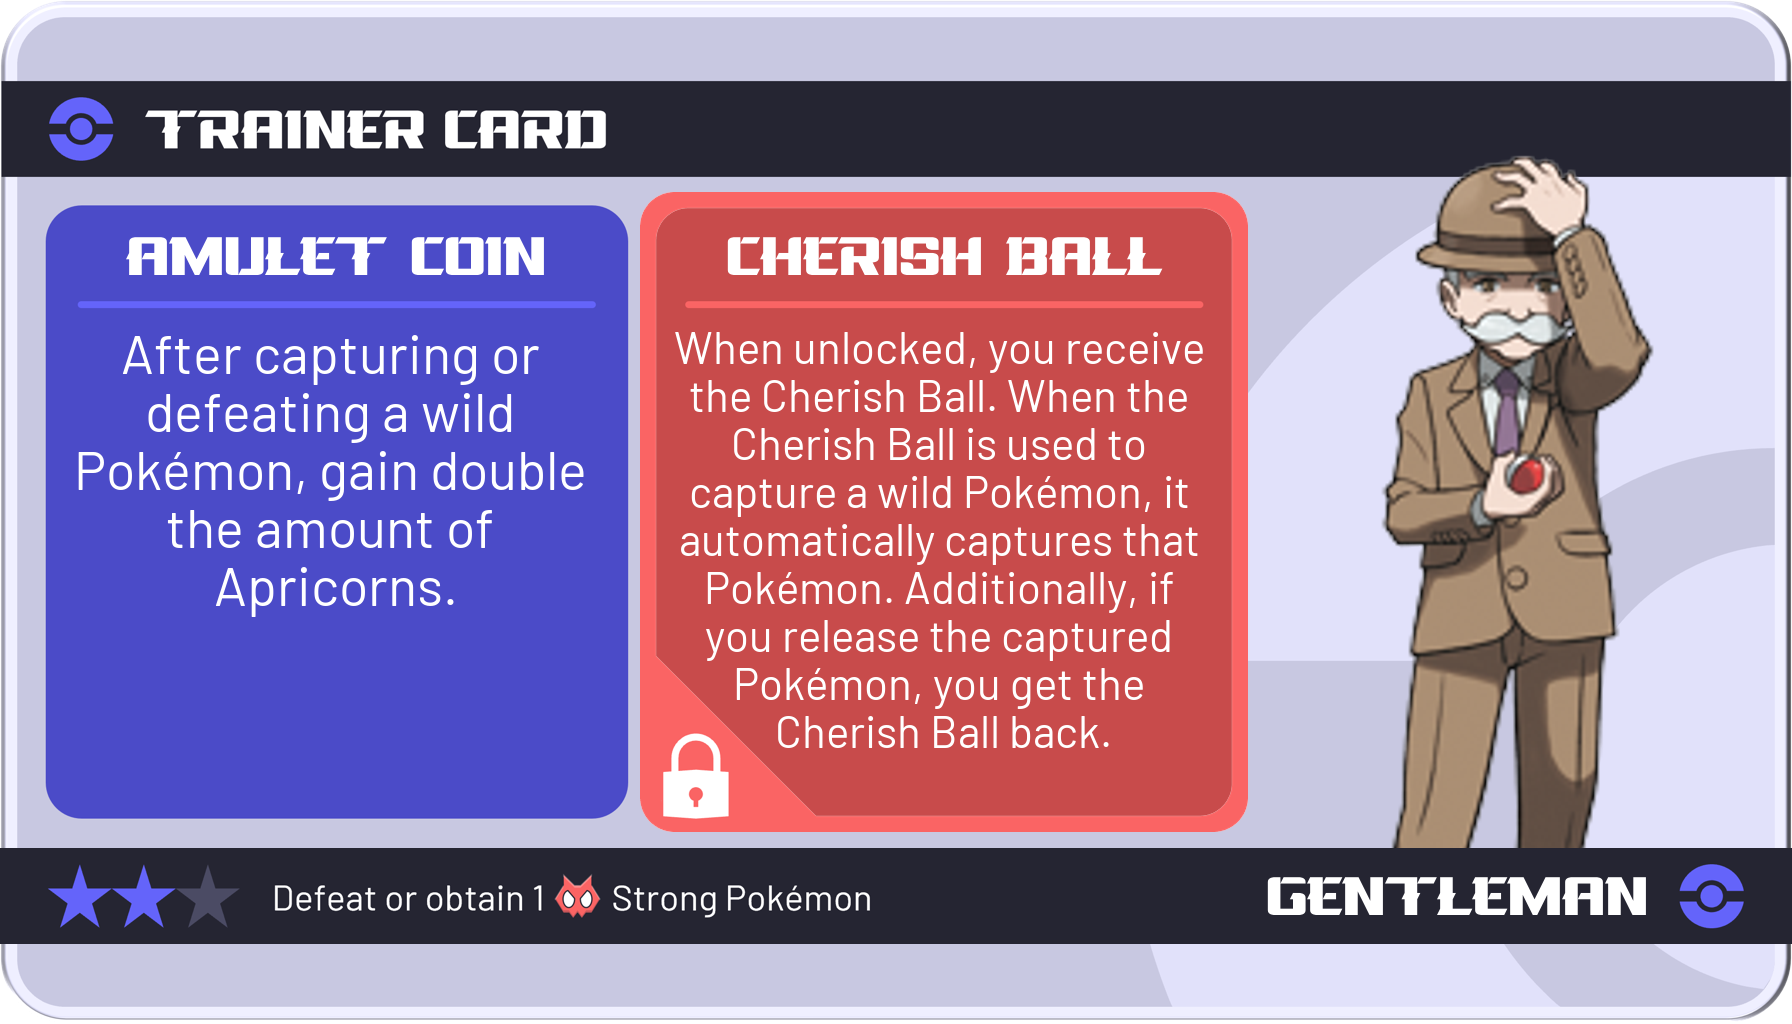 TRAINER CARD
AMULET COIN
After capturing or
defeating a wild
Pokémon, gain double
the amount of
Apricorns.
CHERISH BALL
When unlocked, you receive
the Cherish Ball. When the
Cherish Ball is used to
capture a wild Pokémon, it
automatically captures that
Pokémon. Additionally, if
you release the captured
Pokémon, you get the
Cherish Ball back.
Defeat or obtain 1 Strong Pokémon
GENTLEMAN